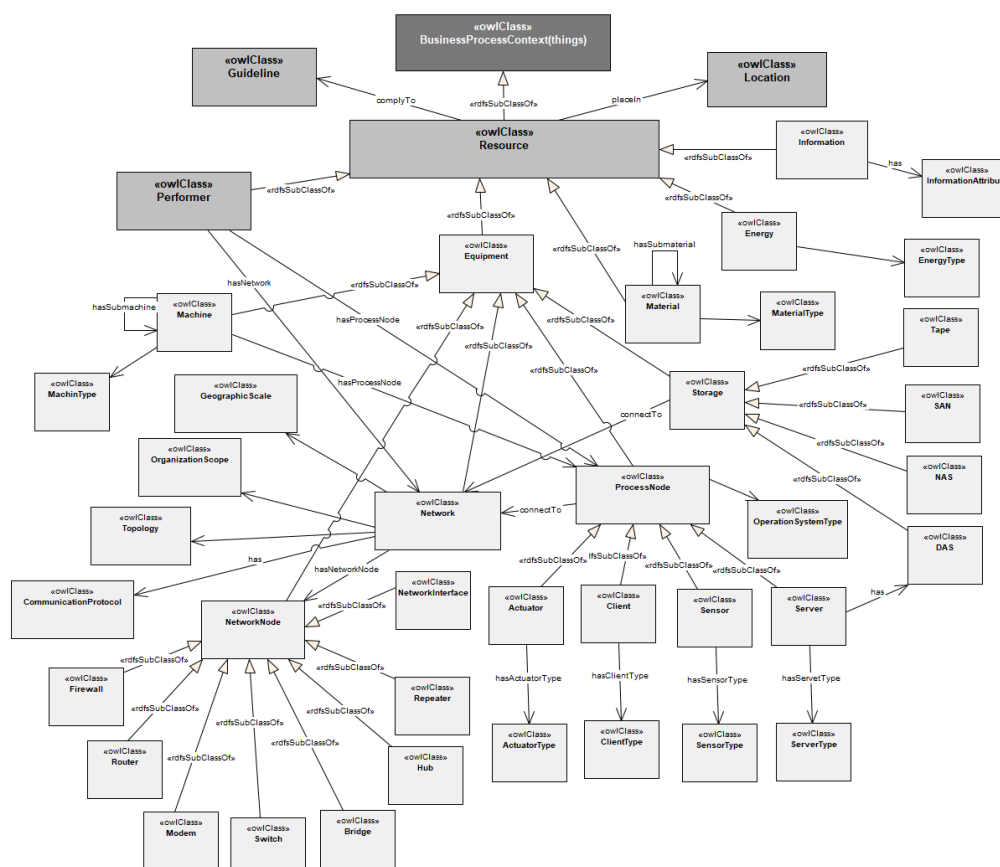 «owlClass»
BusinessProcessContext(things)
«owlClass»
Guideline
«owlClass»
Location
complyTo
«rdfsSubClassOf»
placeIn
«owlClass»
Resource
«owlClass»
Information
«rdfsSubClassOf»
has
«owlClass»
InformationAttribut
«owlClass»
Performer
«rdfsSubClassOf»
«rdfsSubClassOf»
«rdfsSubClassOf»
«owlClass»
Energy
«owlClass»
EnergyType
«owlClass»
Equipment
«rdfsSubClassOf»
hasSubmaterial
hasNetwork
«rdfsSubClassOf»
«owlClass»
Machine
hasSubmachine
«owlClass»
Material
«owlClass»
MaterialType
hasProcessNode
«rdfsSubClassOf»
«rdfsSubClassOf»
«owlClass»
Tape
«rdfsSubClassOf»
«rdfsSubClassOf»
«owlClass»
MachinType
«owlClass»
GeographicScale
hasProcessNode
«owlClass»
Storage
«rdfsSubClassOf»
«owlClass»
SAN
«rdfsSubClassOf»
connectTo
«rdfsSubClassOf»
«owlClass»
OrganizationScope
«owlClass»
NAS
«rdfsSubClassOf»
«owlClass»
ProcessNode
«owlClass»
Network
«owlClass»
Topology
connectTo
«owlClass»
OperationSystemType
«owlClass»
DAS
has
hasNetworkNode
«rdfsSubClassOf»
lfsSubClassOf»
«rdfsSubClassOf»
«rdfsSubClassOf»
«owlClass»
CommunicationProtocol
«owlClass»
NetworkInterface
«rdfsSubClassOf»
«owlClass»
NetworkNode
«owlClass»
Actuator
«owlClass»
Client
«owlClass»
Sensor
«owlClass»
Server
has
«rdfsSubClassOf»
«owlClass»
Firewall
«rdfsSubClassOf»
hasActuatorType
hasClientType
hasSensorType
hasServetType
«owlClass»
Repeater
«rdfsSubClassOf»
«rdfsSubClassOf»
«rdfsSubClassOf»
«rdfsSubClassOf»
«owlClass»
Router
«owlClass»
Hub
«owlClass»
ActuatorType
«owlClass»
ClientType
«owlClass»
SensorType
«owlClass»
ServerType
«owlClass»
Modem
«owlClass»
Switch
«owlClass»
Bridge